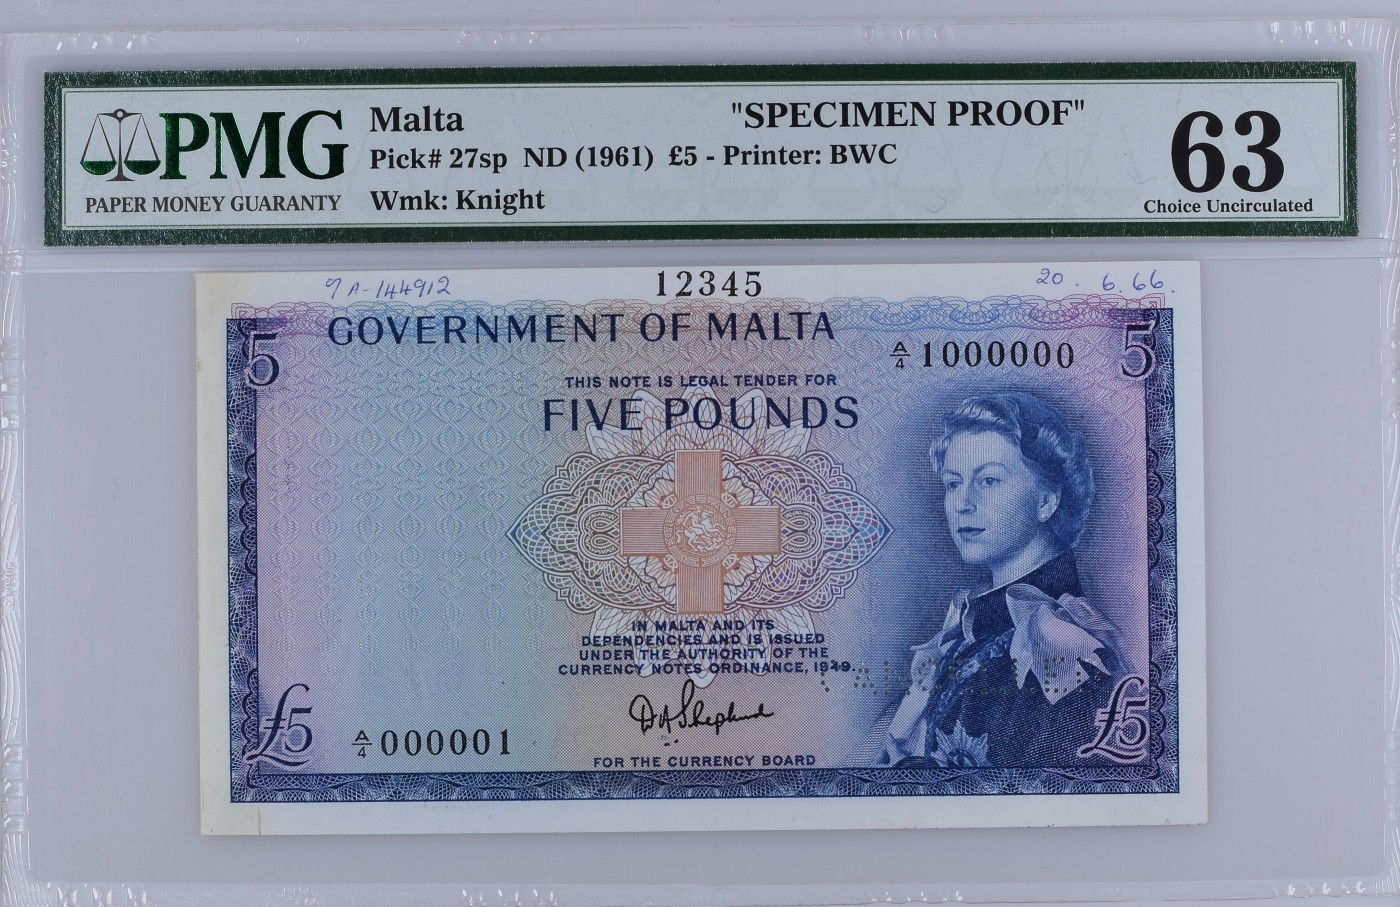 PMG
PAPER MONEY GUARANTY
Malta
"SPECIMEN PROOF"
Pick# 27sp ND (1961) £5 - Printer: BWC
Wmk: Knight
63
Choice Uncirculated
A-144912
12345
20. 6.66.
5
GOVERNMENT OF MALTA
A/4 1000000
5
THIS NOTE IS LEGAL TENDER FOR
FIVE POUNDS
IN MALTA AND ITS
DEPENDENCIES AND IS ISSUED
UNDER THE AUTHORITY OF THE
CURRENCY NOTES ORDINANCE, 1949.
£5
A/4 000001
D A Shepherd
FOR THE CURRENCY BOARD
£5